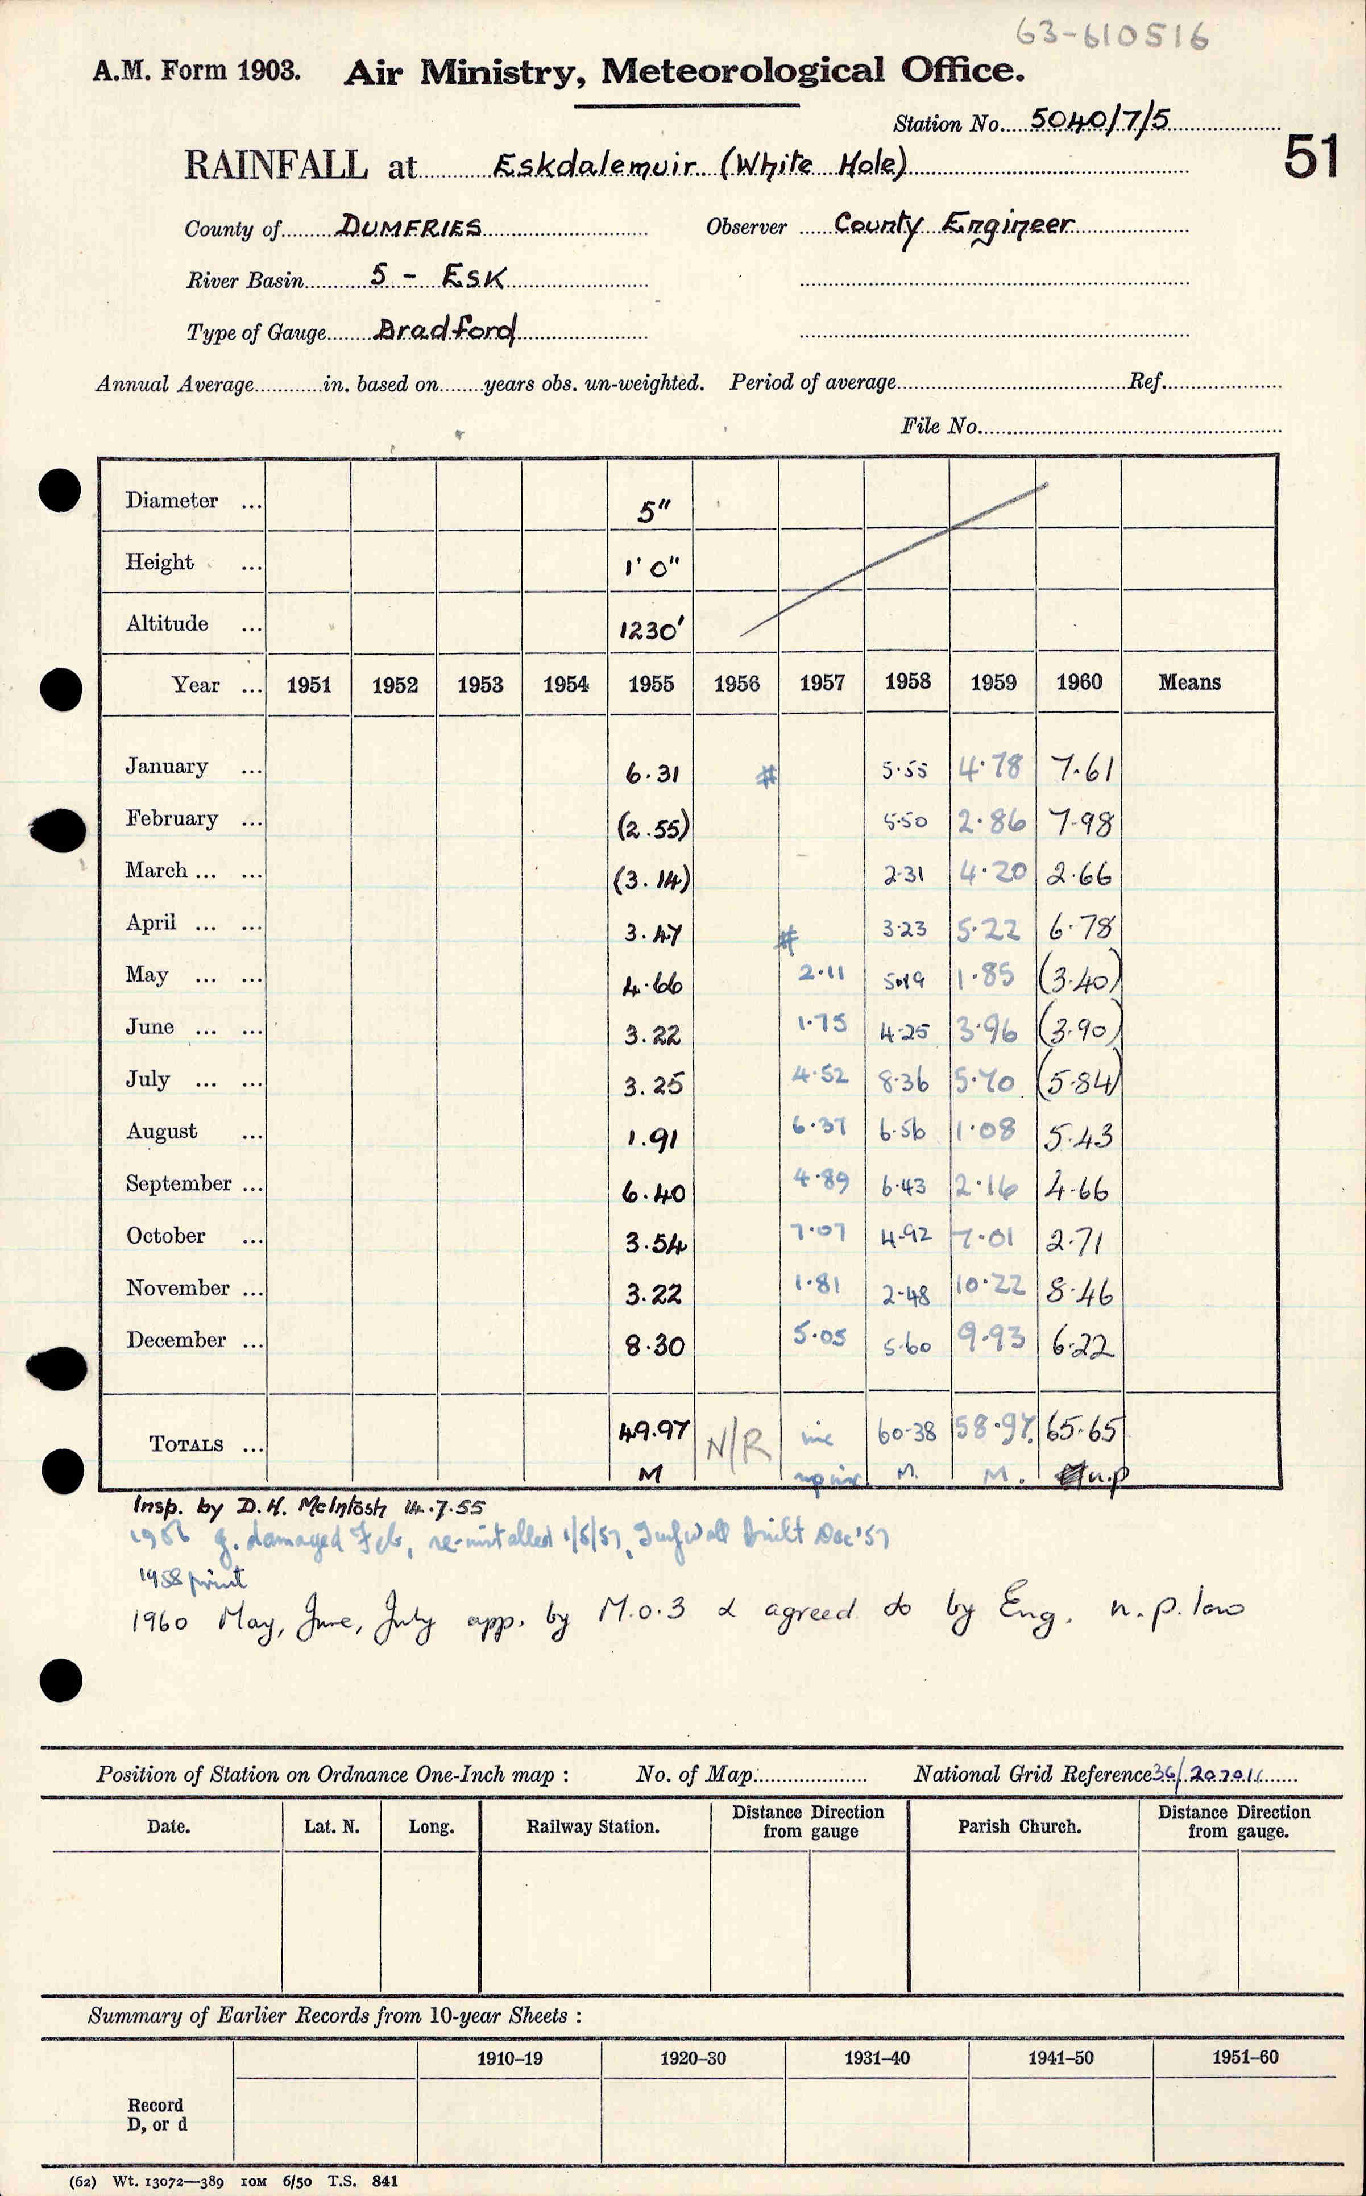 63-610516
A.M. Form 1903. Air Ministry, Meteorological Office.
Station No. 5040/7/5
51
RAINFALL at Eskdalemuir (White Hole)
County of DUMFRIES Observer County Engineer
River Basin 5 - ESK
Type of Gauge Bradford
Annual Average in. based on years obs. un-weighted. Period of average Ref.
File No.
Diameter ... 5"
Height ... 1' 0"
Altitude ... 1230'
Year ... 1951 1952 1953 1954 1955 1956 1957 1958 1959 1960 Means
January ... 6.31 # 5.55 4.78 7.61
February ... (2.55) 5.50 2.86 7.98
March ... ... (3.14) 2.31 4.20 2.66
April ... ... 3.47 # 3.23 5.22 6.78
May ... ... 4.66 2.11 5.19 1.85 (3.40)
June ... ... 3.22 1.75 4.25 3.96 (3.90)
July ... ... 3.25 4.52 8.36 5.70 (5.84)
August ... 1.91 6.37 6.56 1.08 5.43
September ... 6.40 4.89 6.43 2.16 4.66
October ... 3.54 7.07 4.92 7.01 2.71
November ... 3.22 1.81 2.48 10.22 8.46
December ... 8.30 5.05 5.60 9.93 6.22
TOTALS ... 49.97 N/R inc 60.38 58.97 65.65
M M. M. n.p
Insp. by D.H. McIntosh 14.7.55
1956 g. damaged Feb, re-installed 1/5/57, Turf wall built Dec '57
1958 print
1960 May, June, July app. by M.O.3 & agreed to by Eng. n.p. low
Position of Station on Ordnance One-Inch map : No. of Map National Grid Reference 36/
Date. Lat. N. Long. Railway Station. Distance Direction from gauge Parish Church. Distance Direction from gauge.
Summary of Earlier Records from 10-year Sheets :
1910–19 1920–30 1931–40 1941–50 1951–60
Record
D, or d
(62) Wt. 13072—389 10M 6/50 T.S. 841